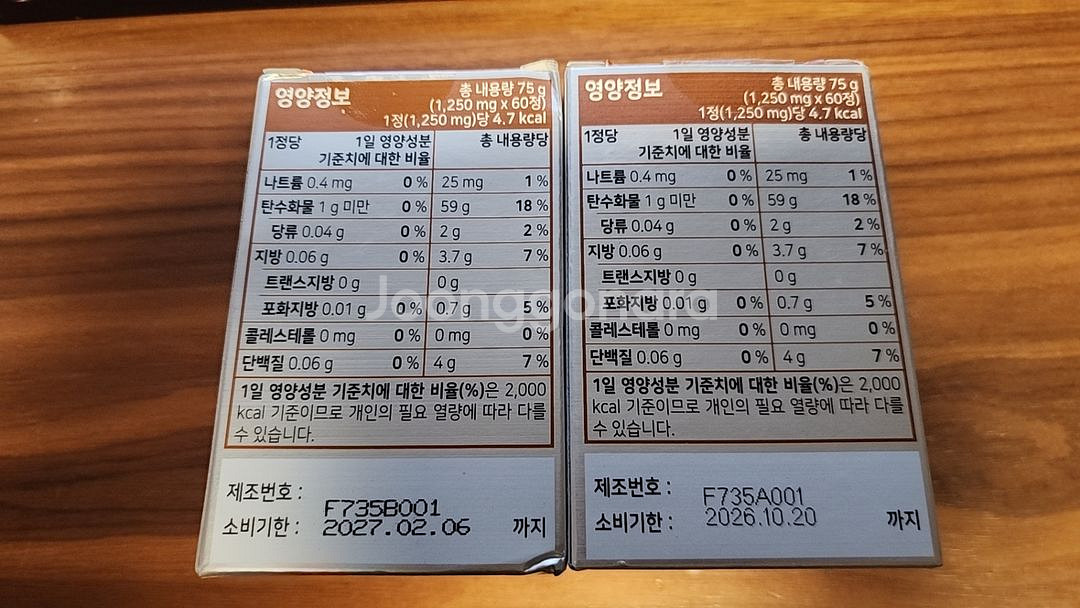 영양정보
총 내용량 75 g
(1,250 mg x 60정)
1정(1,250 mg)당 4.7 kcal
1정당 1일 영양성분 기준치에 대한 비율 총 내용량당
나트륨 0.4 mg 0 % 25 mg 1 %
탄수화물 1 g 미만 0 % 59 g 18 %
당류 0.04 g 0 % 2 g 2 %
지방 0.06 g 0 % 3.7 g 7 %
트랜스지방 0 g 0 g
포화지방 0.01 g 0 % 0.7 g 5 %
콜레스테롤 0 mg 0 % 0 mg 0 %
단백질 0.06 g 0 % 4 g 7 %
1일 영양성분 기준치에 대한 비율(%)은 2,000
kcal 기준이므로 개인의 필요 열량에 따라 다를
수 있습니다.
제조번호 : F735B001
소비기한 : 2027.02.06 까지
영양정보
총 내용량 75 g
(1,250 mg x 60정)
1정(1,250 mg)당 4.7 kcal
1정당 1일 영양성분 기준치에 대한 비율 총 내용량당
나트륨 0.4 mg 0 % 25 mg 1 %
탄수화물 1 g 미만 0 % 59 g 18 %
당류 0.04 g 0 % 2 g 2 %
지방 0.06 g 0 % 3.7 g 7 %
트랜스지방 0 g 0 g
포화지방 0.01 g 0 % 0.7 g 5 %
콜레스테롤 0 mg 0 % 0 mg 0 %
단백질 0.06 g 0 % 4 g 7 %
1일 영양성분 기준치에 대한 비율(%)은 2,000
kcal 기준이므로 개인의 필요 열량에 따라 다를
수 있습니다.
제조번호 : F735A001
소비기한 : 2026.10.20 까지
Joonggonara